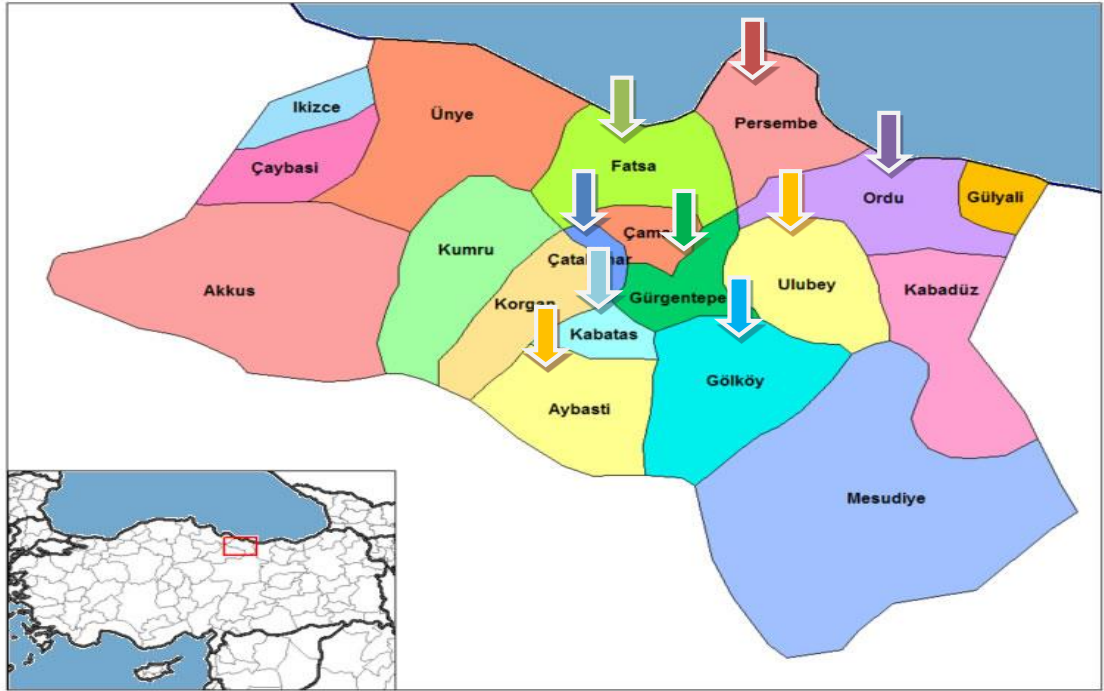 Ikizce
Ünye
Persembe
Çaybasi
Fatsa
Ordu
Gülyali
Kumru
Akkus
Korgan
Gürgentepe
Ulubey
Kabadüz
Kabatas
Gölköy
Aybasti
Mesudiye